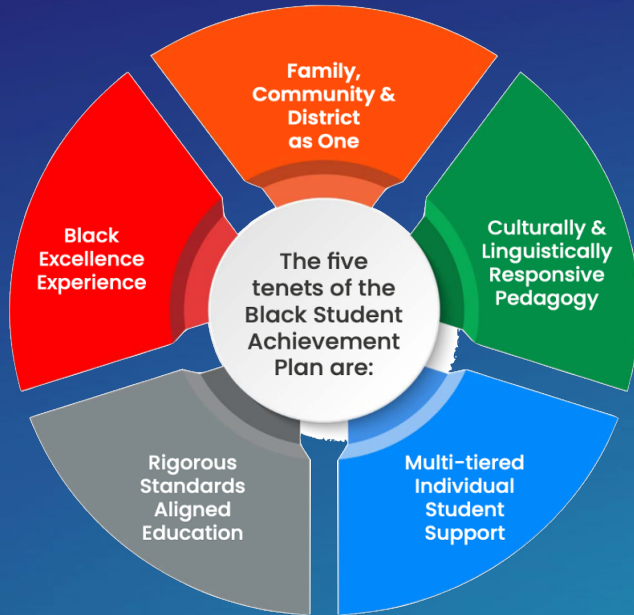 The five
tenets of the
Black Student
Achievement
Plan are:
Family,
Community &
District
as One
Culturally &
Linguistically
Responsive
Pedagogy
Multi-tiered
Individual
Student
Support
Rigorous
Standards
Aligned
Education
Black
Excellence
Experience